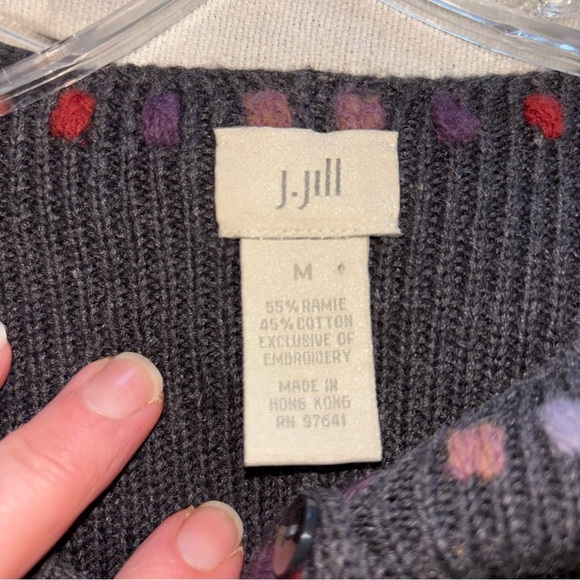 J.Jill
M
55% RAMIE
45% COTTON
EXCLUSIVE OF
EMBROIDERY
MADE IN
HONG KONG
RN 97641